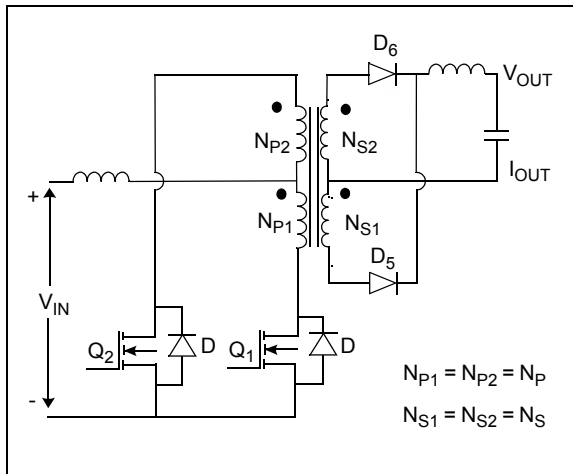 D6
VOUT
NP2
NS2
+
IOUT
NP1
NS1
D5
VIN
Q2
D
Q1
D
-
NP1 = NP2 = NP
NS1 = NS2 = NS